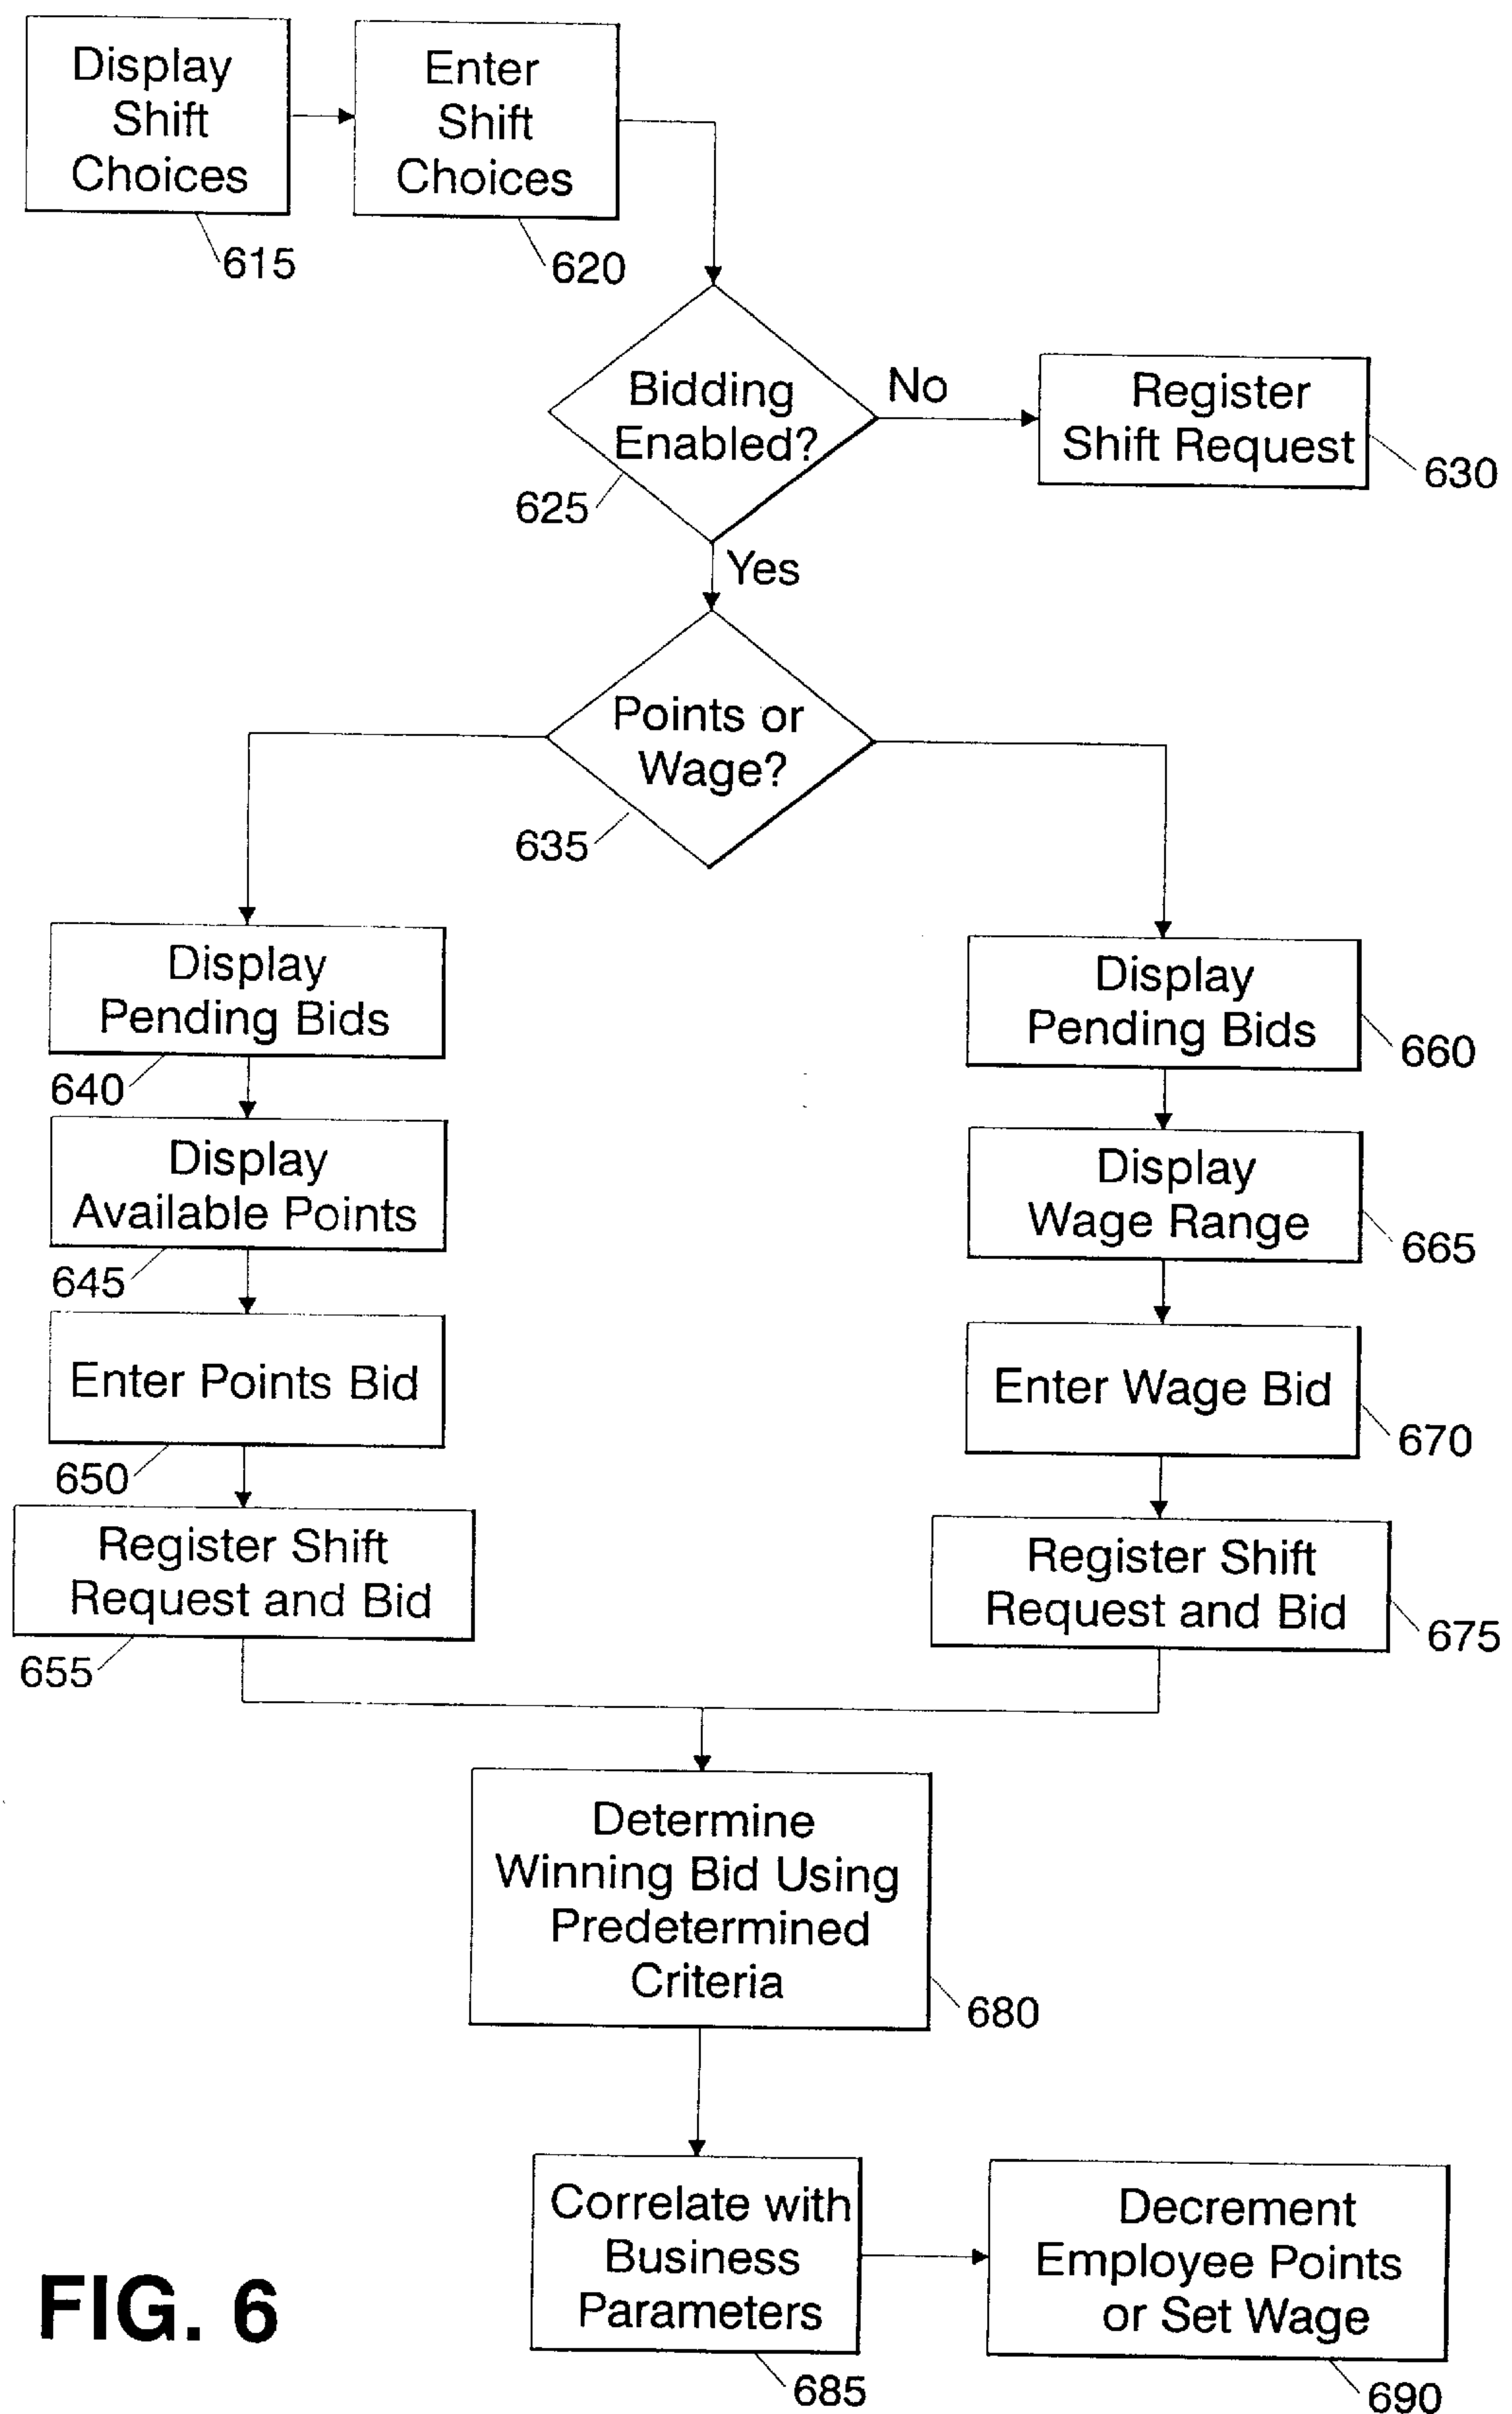 Display
Shift
Choices
615
Enter
Shift
Choices
620
Bidding
Enabled?
625
No
Register
Shift Request
630
Yes
Points or
Wage?
635
Display
Pending Bids
640
Display
Available Points
645
Enter Points Bid
650
Register Shift
Request and Bid
655
Display
Pending Bids
660
Display
Wage Range
665
Enter Wage Bid
670
Register Shift
Request and Bid
675
Determine
Winning Bid Using
Predetermined
Criteria
680
Correlate with
Business
Parameters
685
Decrement
Employee Points
or Set Wage
690
FIG. 6